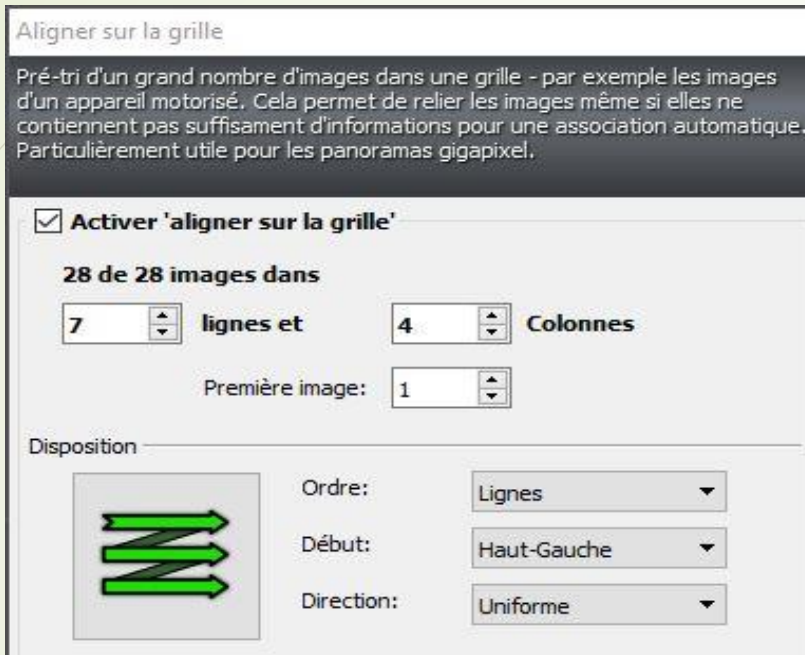 Aligner sur la grille
Pré-tri d'un grand nombre d'images dans une grille - par exemple les images
d'un appareil motorisé. Cela permet de relier les images même si elles ne
contiennent pas suffisament d'informations pour une association automatique.
Particulièrement utile pour les panoramas gigapixel.
Activer 'aligner sur la grille'
28 de 28 images dans
7 lignes et 4 Colonnes
Première image: 1
Disposition
Ordre: Lignes
Début: Haut-Gauche
Direction: Uniforme